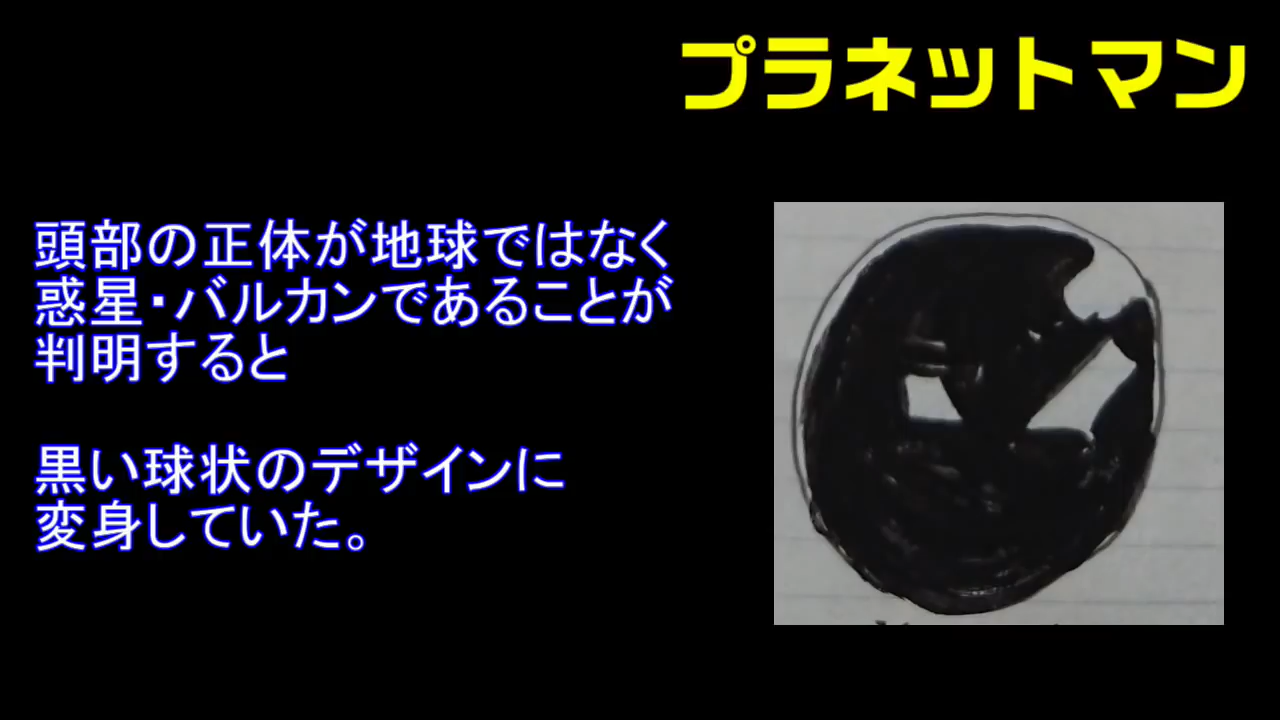 プラネットマン
頭部の正体が地球ではなく
惑星・バルカンであることが
判明すると
黒い球状のデザインに
変身していた。